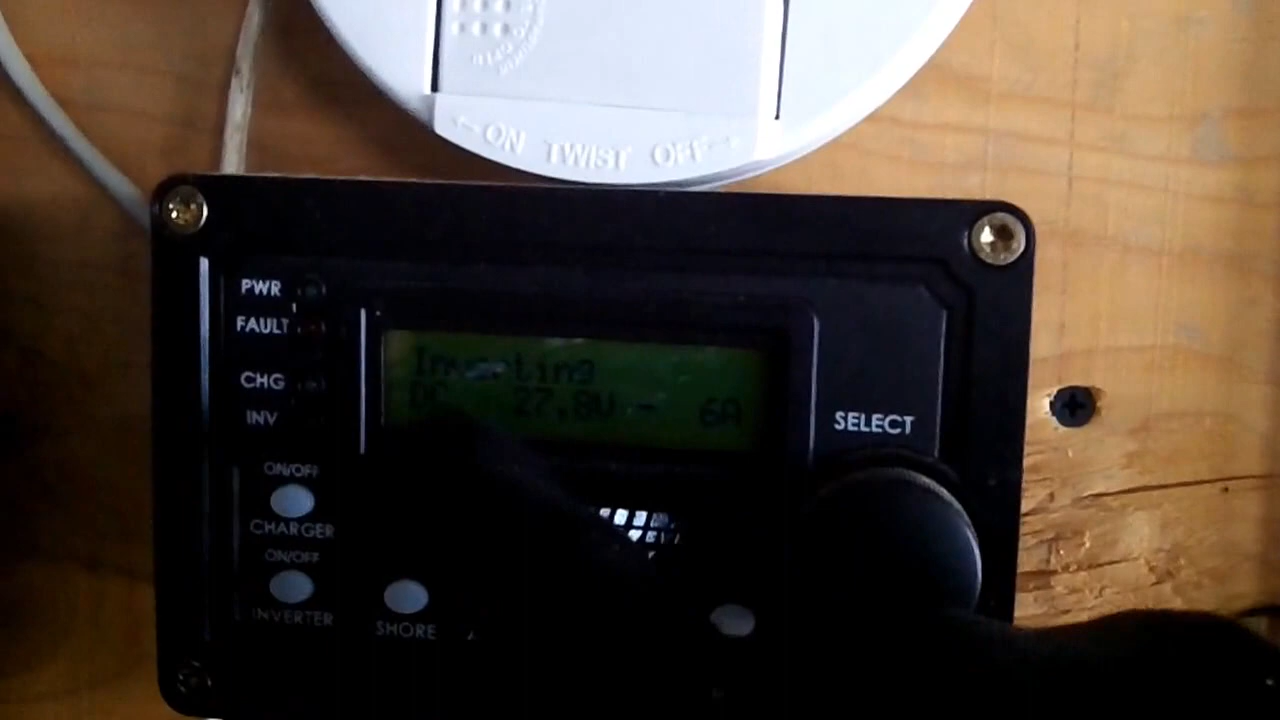 ←ON TWIST OFF→
PWR
FAULT
CHG
INV
Inverting
DC 27.8V - 6A
SELECT
ON/OFF
CHARGER
ON/OFF
INVERTER
SHORE